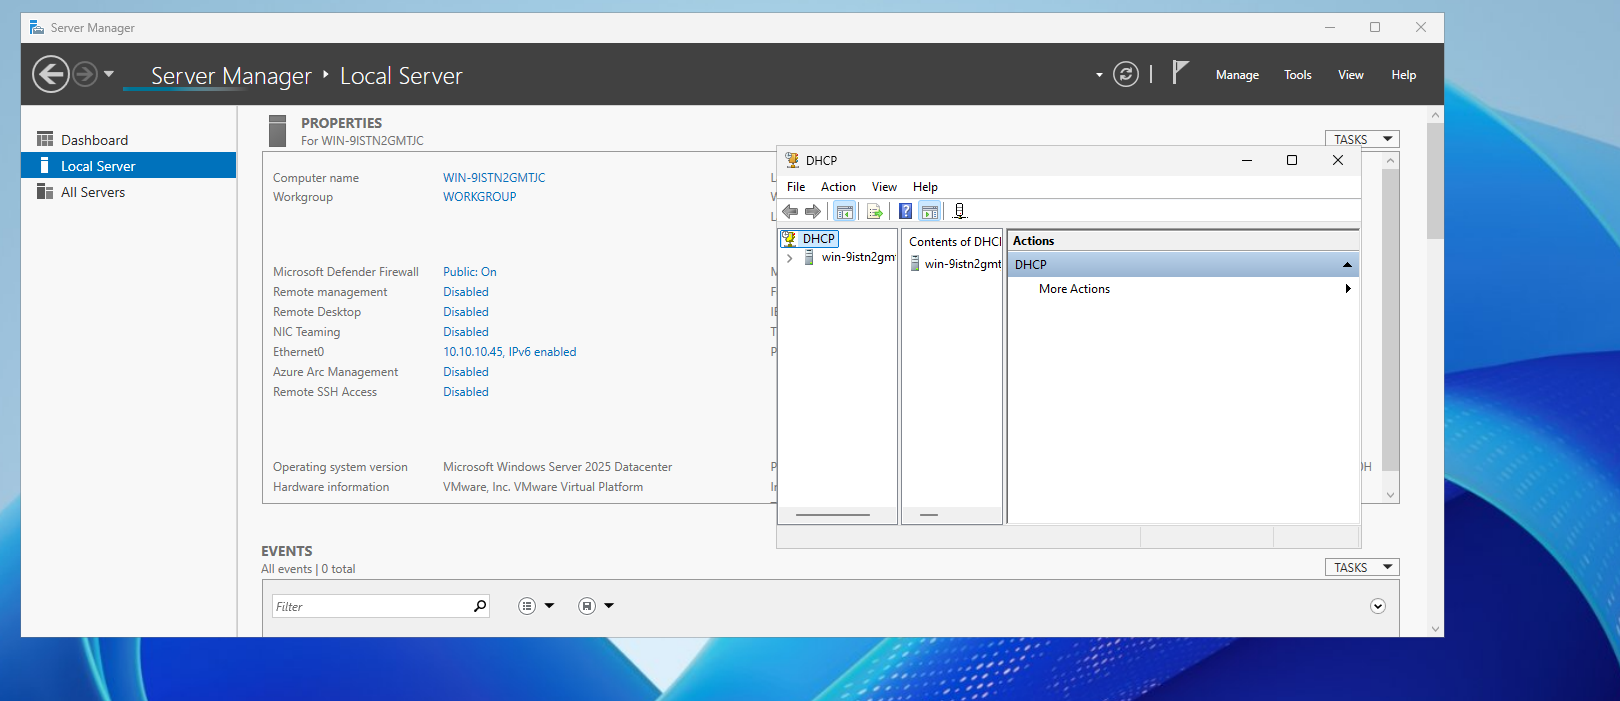 Server Manager
Server Manager ‣ Local Server
Manage Tools View Help
Dashboard
Local Server
All Servers
PROPERTIES
For WIN-9ISTN2GMTJC
TASKS
Computer name WIN-9ISTN2GMTJC
Workgroup WORKGROUP
Microsoft Defender Firewall Public: On
Remote management Disabled
Remote Desktop Disabled
NIC Teaming Disabled
Ethernet0 10.10.10.45, IPv6 enabled
Azure Arc Management Disabled
Remote SSH Access Disabled
Operating system version Microsoft Windows Server 2025 Datacenter
Hardware information VMware, Inc. VMware Virtual Platform
DHCP
File Action View Help
DHCP
win-9istn2gm
Contents of DHC
win-9istn2gmt
Actions
DHCP
More Actions
EVENTS
All events | 0 total
TASKS
Filter